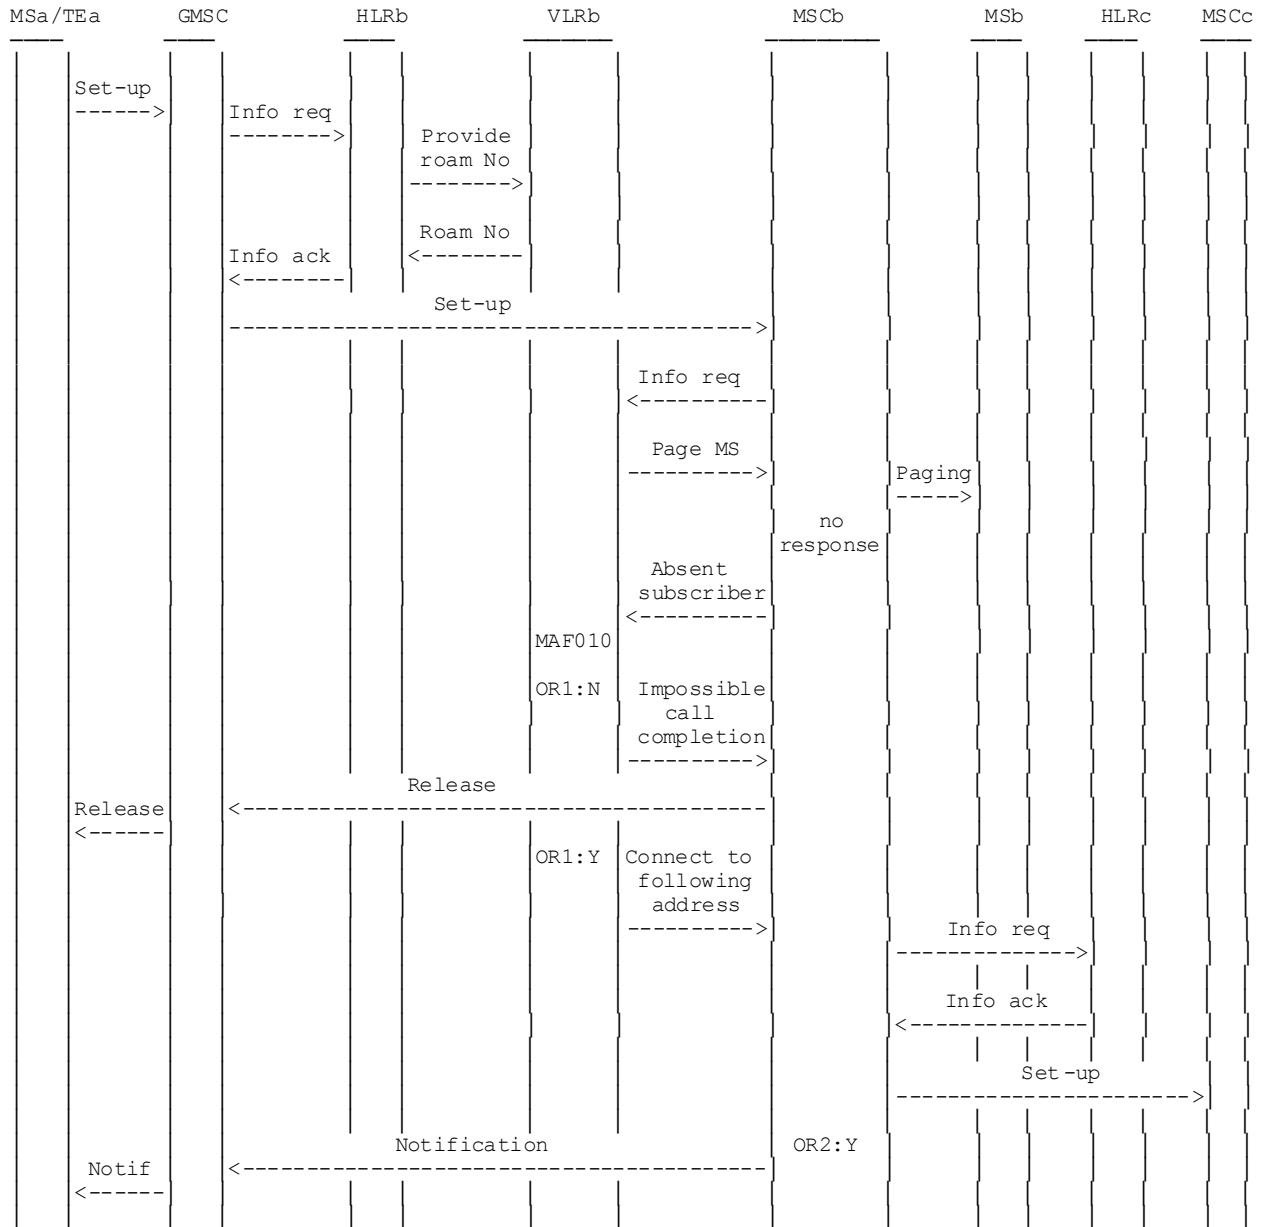 MSa/TEa GMSC HLRb VLRb MSCb MSb HLRc MSCc
Set-up
------>
Info req
-------->
Provide
roam No
-------->
Roam No
<--------
Info ack
<--------
Set-up
----------------------------------------->
Info req
<----------
Page MS
---------->
Paging
----->
no
response
Absent
subscriber
<----------
MAF010
OR1:N Impossible
call
completion
---------->
Release
<-----------------------------------------
Release
<------
OR1:Y Connect to
following
address
---------->
Info req
-------------->
Info ack
<--------------
Set-up
----------------------->
Notification OR2:Y
<-----------------------------------------
Notif
<------